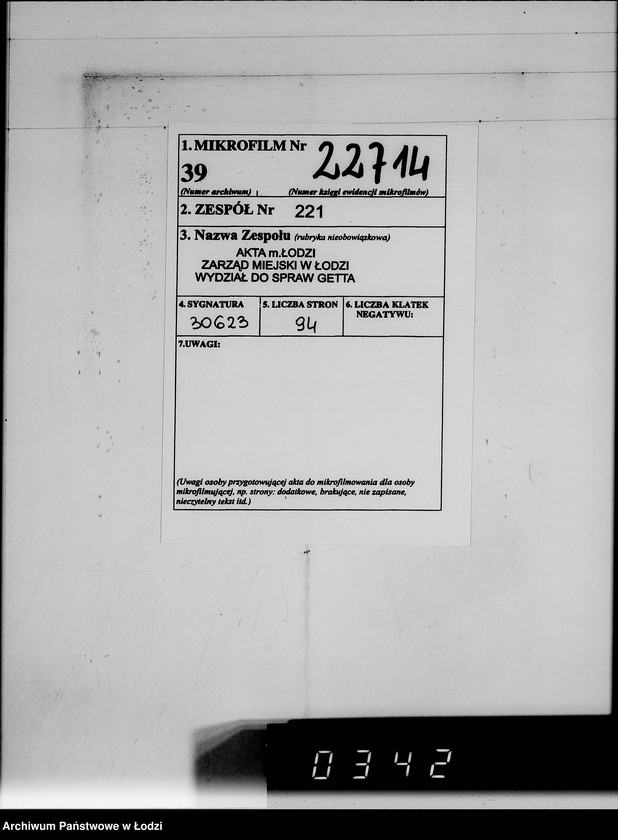 1. MIKROFILM Nr 22714
39
(Numer archiwum) (Numer księgi ewidencji mikrofilmów)
2. ZESPÓŁ Nr 221
3. Nazwa Zespołu (rubryka nieobowiązkowa)
AKTA m.ŁODZI
ZARZĄD MIEJSKI W ŁODZI
WYDZIAŁ DO SPRAW GETTA
4. SYGNATURA 5. LICZBA STRON 6. LICZBA KLATEK
NEGATYWU:
30623 94
7.UWAGI:
(Uwagi osoby przygotowującej akta do mikrofilmowania dla osoby
mikrofilmującej, np. strony: dodatkowe, brakujące, nie zapisane,
nieczytelny tekst itd.)
0342
Archiwum Państwowe w Łodzi